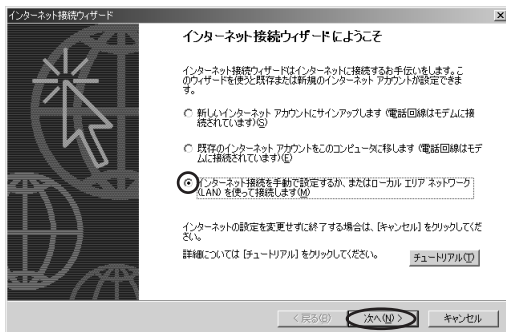 インターネット接続ウィザード
インターネット接続ウィザードにようこそ
インターネット接続ウィザードはインターネットに接続するお手伝いをします。こ
のウィザードを使うと既存または新規のインターネット アカウントが設定できま
す。
新しいインターネット アカウントにサインアップします (電話回線はモデムに接
続されています)(S)
既存のインターネット アカウントをこのコンピュータに移します (電話回線はモデ
ムに接続されています)(E)
インターネット接続を手動で設定するか、またはローカル エリア ネットワーク
(LAN) を使って接続します(M)
インターネットの設定を変更せずに終了する場合は、[キャンセル] をクリックしてくだ
さい。
詳細については [チュートリアル] をクリックしてください。
チュートリアル(T)
< 戻る(B)
次へ(N) >
キャンセル